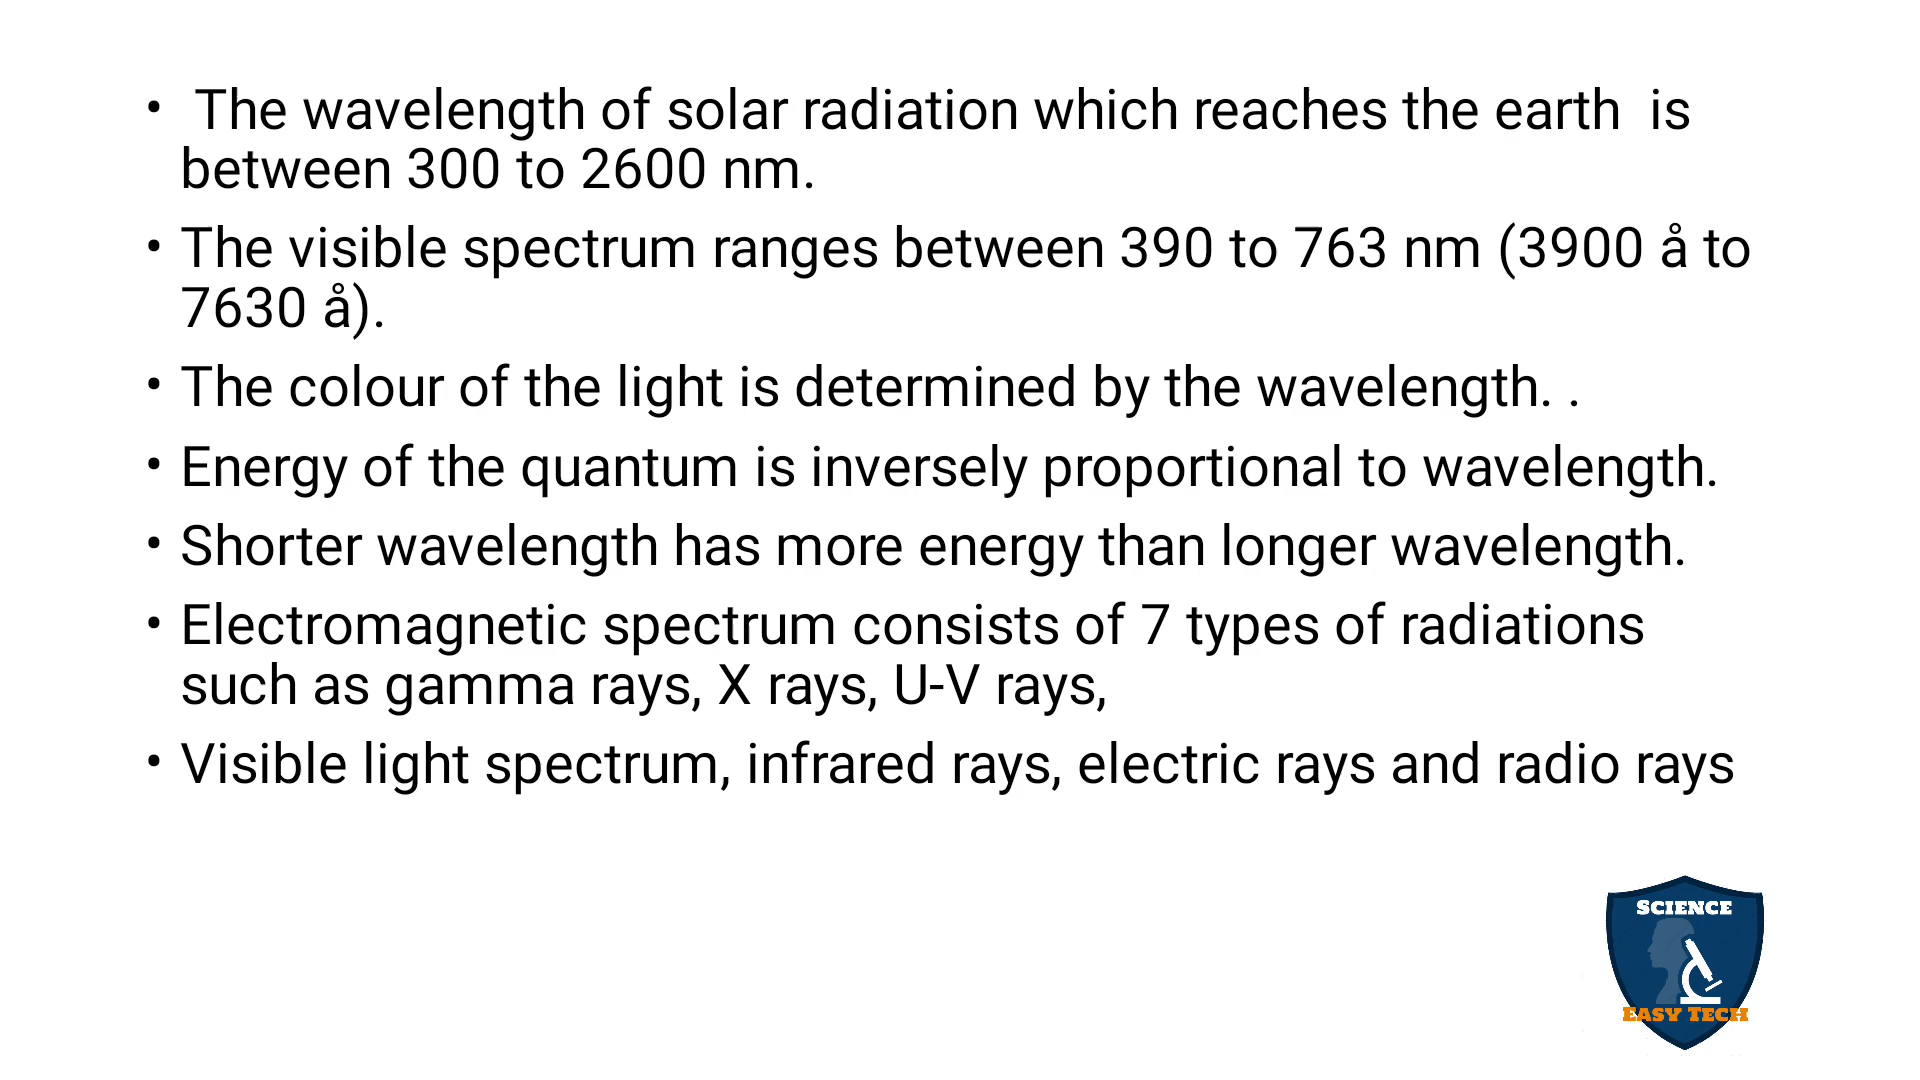 • The wavelength of solar radiation which reaches the earth is
between 300 to 2600 nm.
• The visible spectrum ranges between 390 to 763 nm (3900 å to
7630 å).
• The colour of the light is determined by the wavelength. .
• Energy of the quantum is inversely proportional to wavelength.
• Shorter wavelength has more energy than longer wavelength.
• Electromagnetic spectrum consists of 7 types of radiations
such as gamma rays, X rays, U-V rays,
• Visible light spectrum, infrared rays, electric rays and radio rays
SCIENCE
EASY TECH